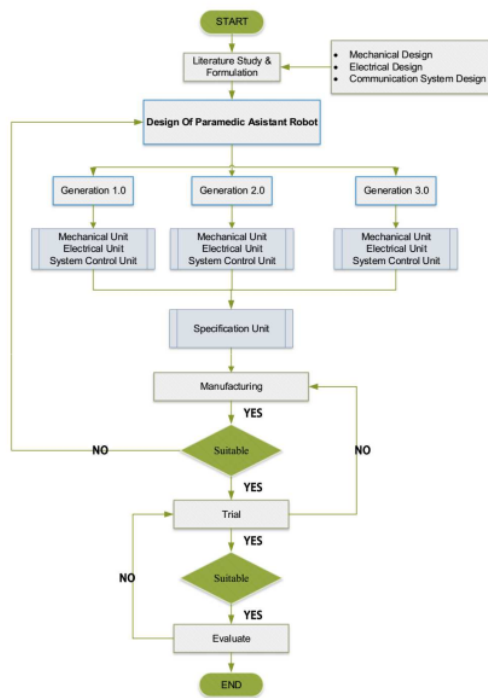 START
Literature Study &
Formulation
• Mechanical Design
• Electrical Design
• Communication System Design
Design Of Paramedic Asistant Robot
Generation 1.0
Generation 2.0
Generation 3.0
Mechanical Unit
Electrical Unit
System Control Unit
Mechanical Unit
Electrical Unit
System Control Unit
Mechanical Unit
Electrical Unit
System Control Unit
Specification Unit
Manufacturing
YES
NO
Suitable
NO
YES
Trial
YES
NO
Suitable
YES
Evaluate
END